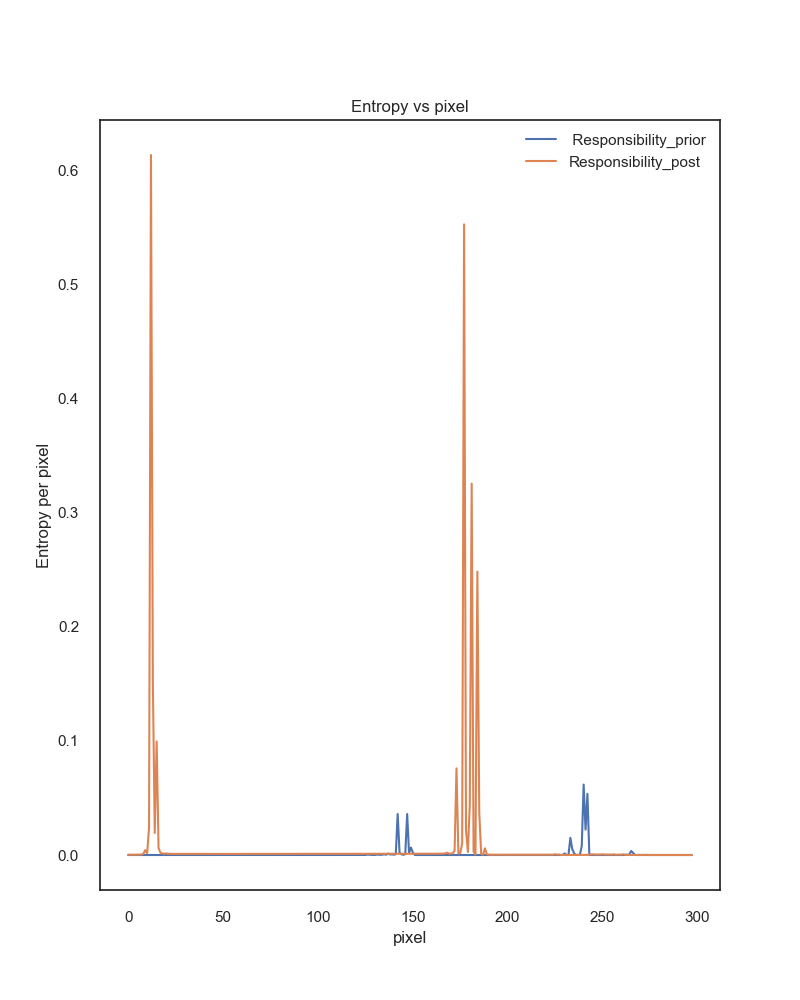 Entropy vs pixel
Responsibility_prior
Responsibility_post
0.6
0.5
0.4
0.3
0.2
0.1
0.0
Entropy per pixel
0 50 100 150 200 250 300
pixel